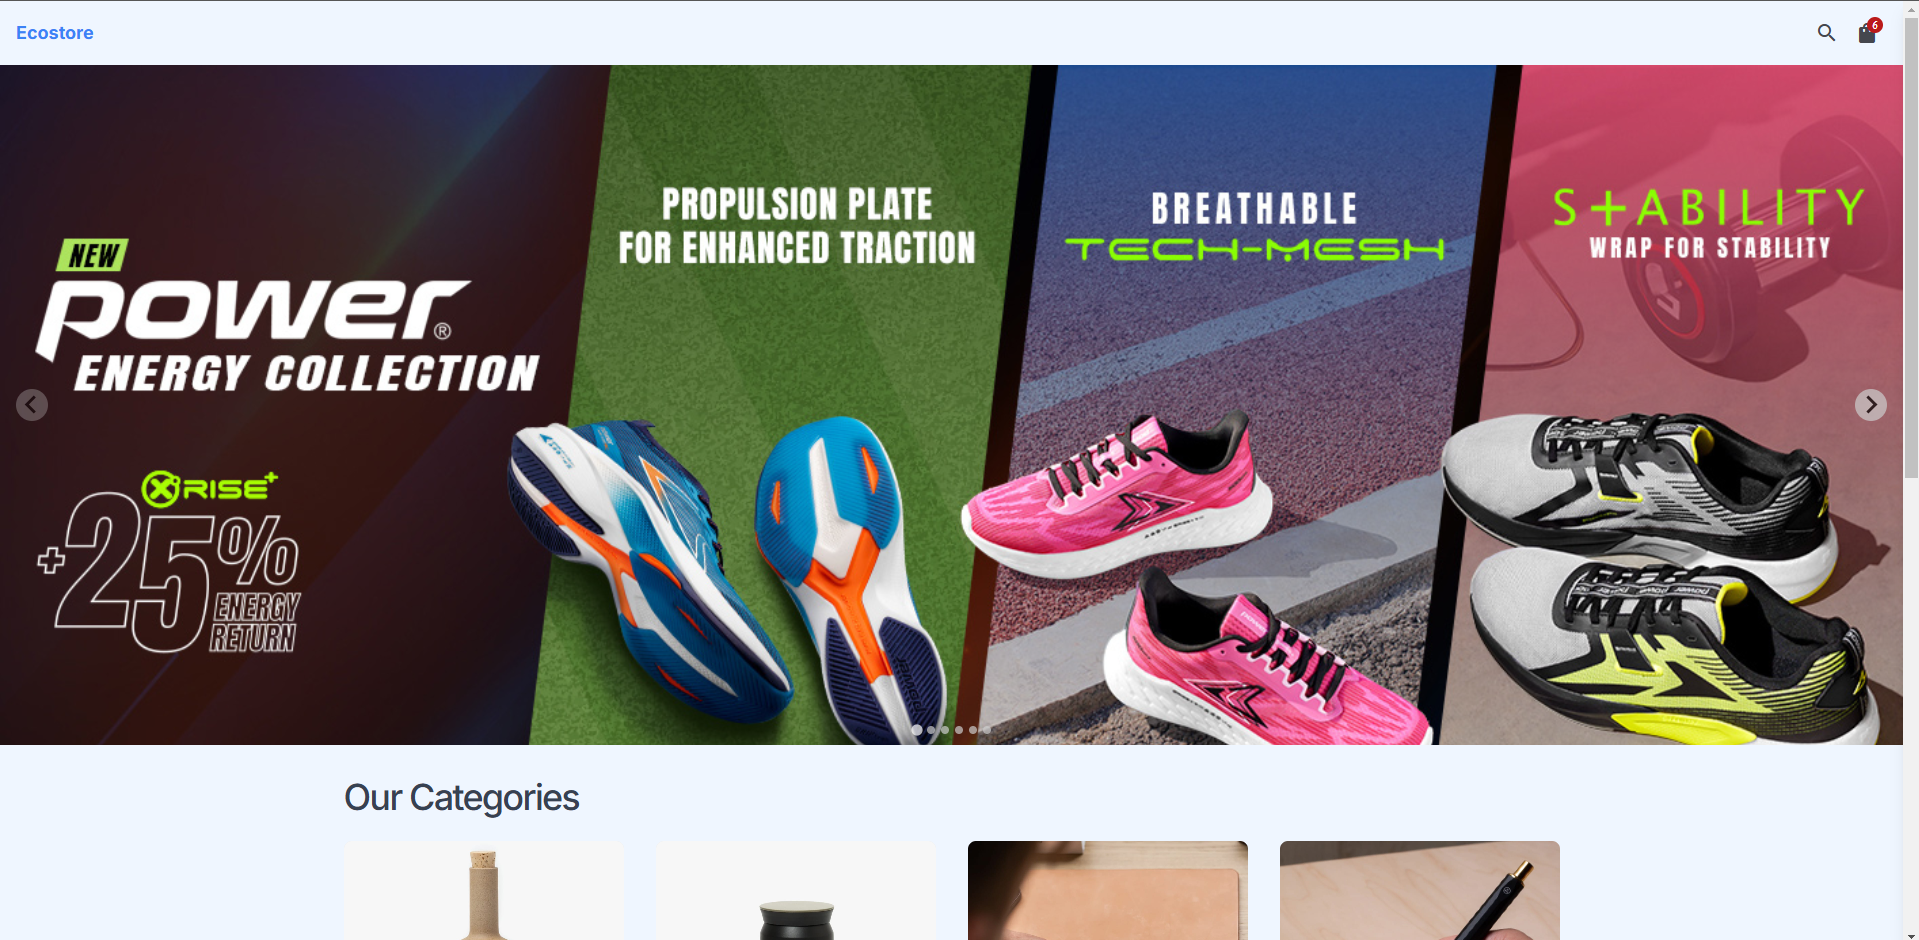 Ecostore
6
NEW
power®
ENERGY COLLECTION
XRISE+
+25%
ENERGY
RETURN
PROPULSION PLATE
FOR ENHANCED TRACTION
BREATHABLE
TECH-MESH
S+ABILITY
WRAP FOR STABILITY
Our Categories